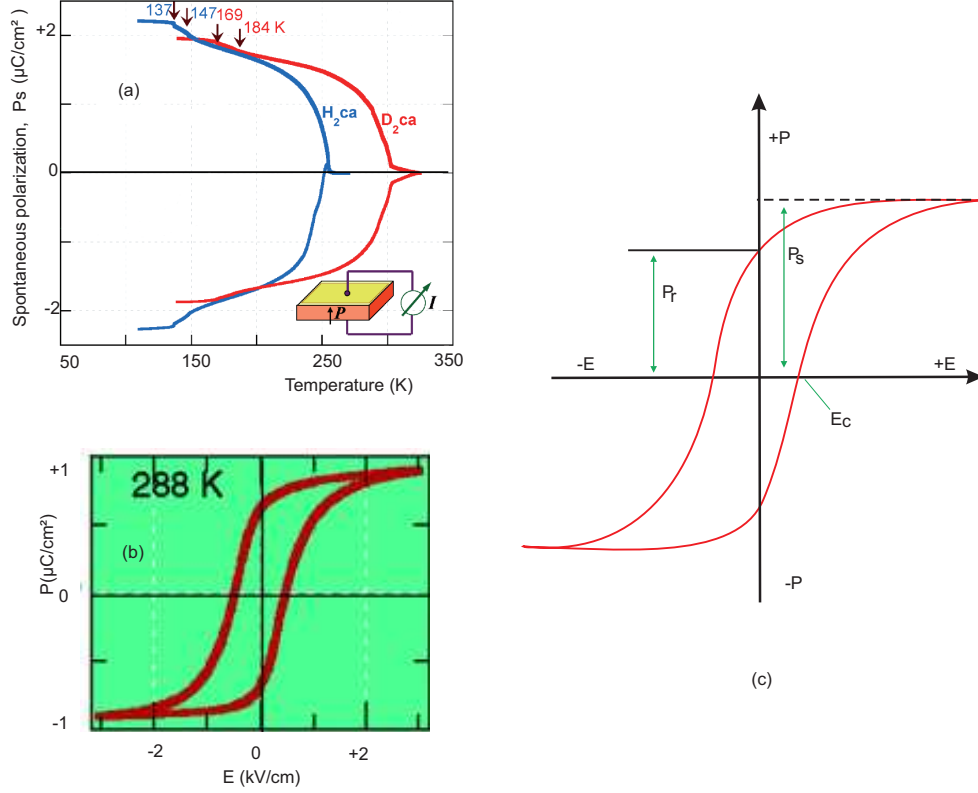 137
147
169
184 K
+2
(a)
H₂ca
D₂ca
0
-2
P
I
50
150
250
350
Spontaneous polarization, Ps (µC/cm²)
Temperature (K)
+1
288 K
(b)
0
-1
P(µC/cm²)
-2
0
+2
E (kV/cm)
+P
Pₛ
Pᵣ
-E
+E
E꜀
-P
(c)